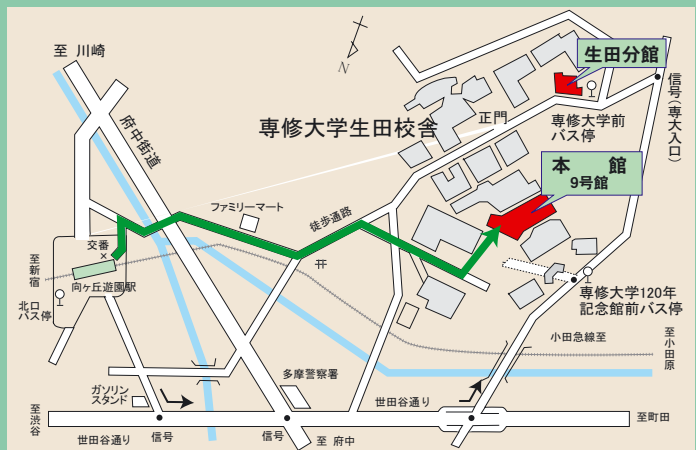 至 川崎
府中街道
N
専修大学生田校舎
生田分館
信号(専大入口)
正門
専修大学前
バス停
本 館
9号館
ファミリーマート
徒歩通路
交番
至新宿
向ヶ丘遊園駅
北口
バス停
専修大学120年
記念館前バス停
小田急線至
至小田原
ガソリン
スタンド
多摩警察署
世田谷通り
至渋谷
至町田
世田谷通り
信号
信号
至 府中